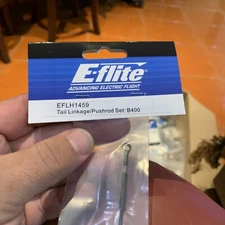 E-flite
ADVANCING ELECTRIC FLIGHT
EFLH1459
Tail Linkage/Pushrod Set: B400